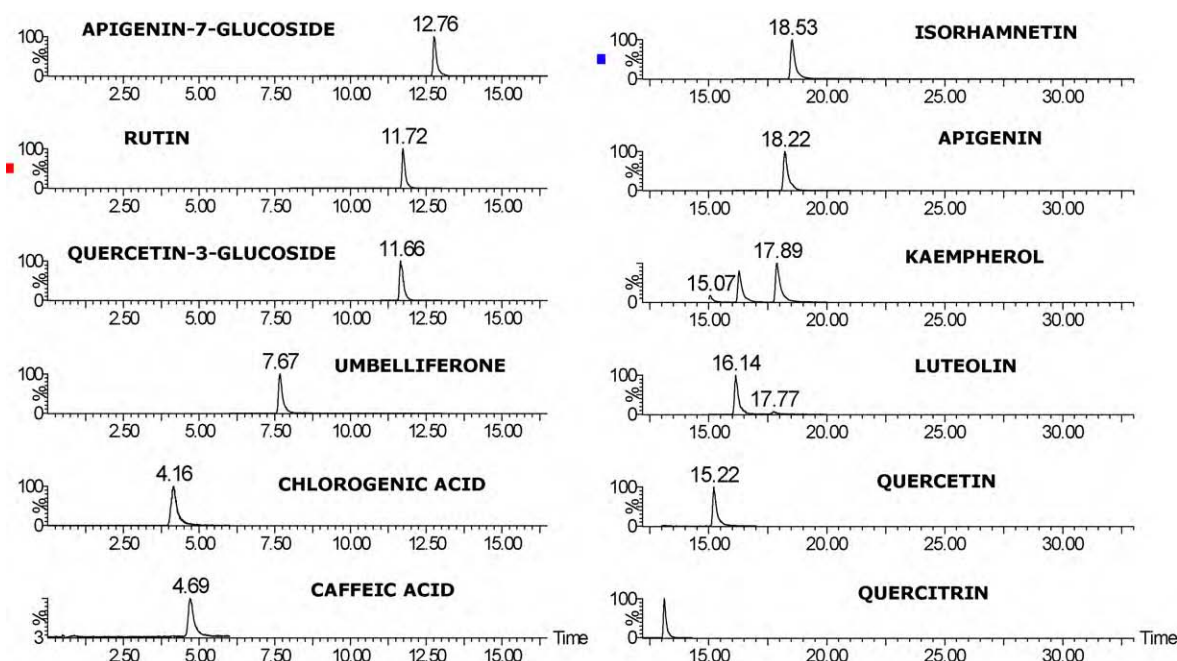 APIGENIN-7-GLUCOSIDE
12.76
100
%
0
2.50 5.00 7.50 10.00 12.50 15.00
RUTIN
11.72
100
%
0
2.50 5.00 7.50 10.00 12.50 15.00
QUERCETIN-3-GLUCOSIDE
11.66
100
%
0
2.50 5.00 7.50 10.00 12.50 15.00
UMBELLIFERONE
7.67
100
%
0
2.50 5.00 7.50 10.00 12.50 15.00
CHLOROGENIC ACID
4.16
100
%
0
2.50 5.00 7.50 10.00 12.50 15.00
CAFFEIC ACID
4.69
%
3
Time
2.50 5.00 7.50 10.00 12.50 15.00
ISORHAMNETIN
18.53
100
%
0
15.00 20.00 25.00 30.00
APIGENIN
18.22
100
%
0
15.00 20.00 25.00 30.00
KAEMPHEROL
17.89
15.07
100
%
0
15.00 20.00 25.00 30.00
LUTEOLIN
16.14
17.77
100
%
0
15.00 20.00 25.00 30.00
QUERCETIN
15.22
100
%
0
15.00 20.00 25.00 30.00
QUERCITRIN
100
%
0
Time
15.00 20.00 25.00 30.00